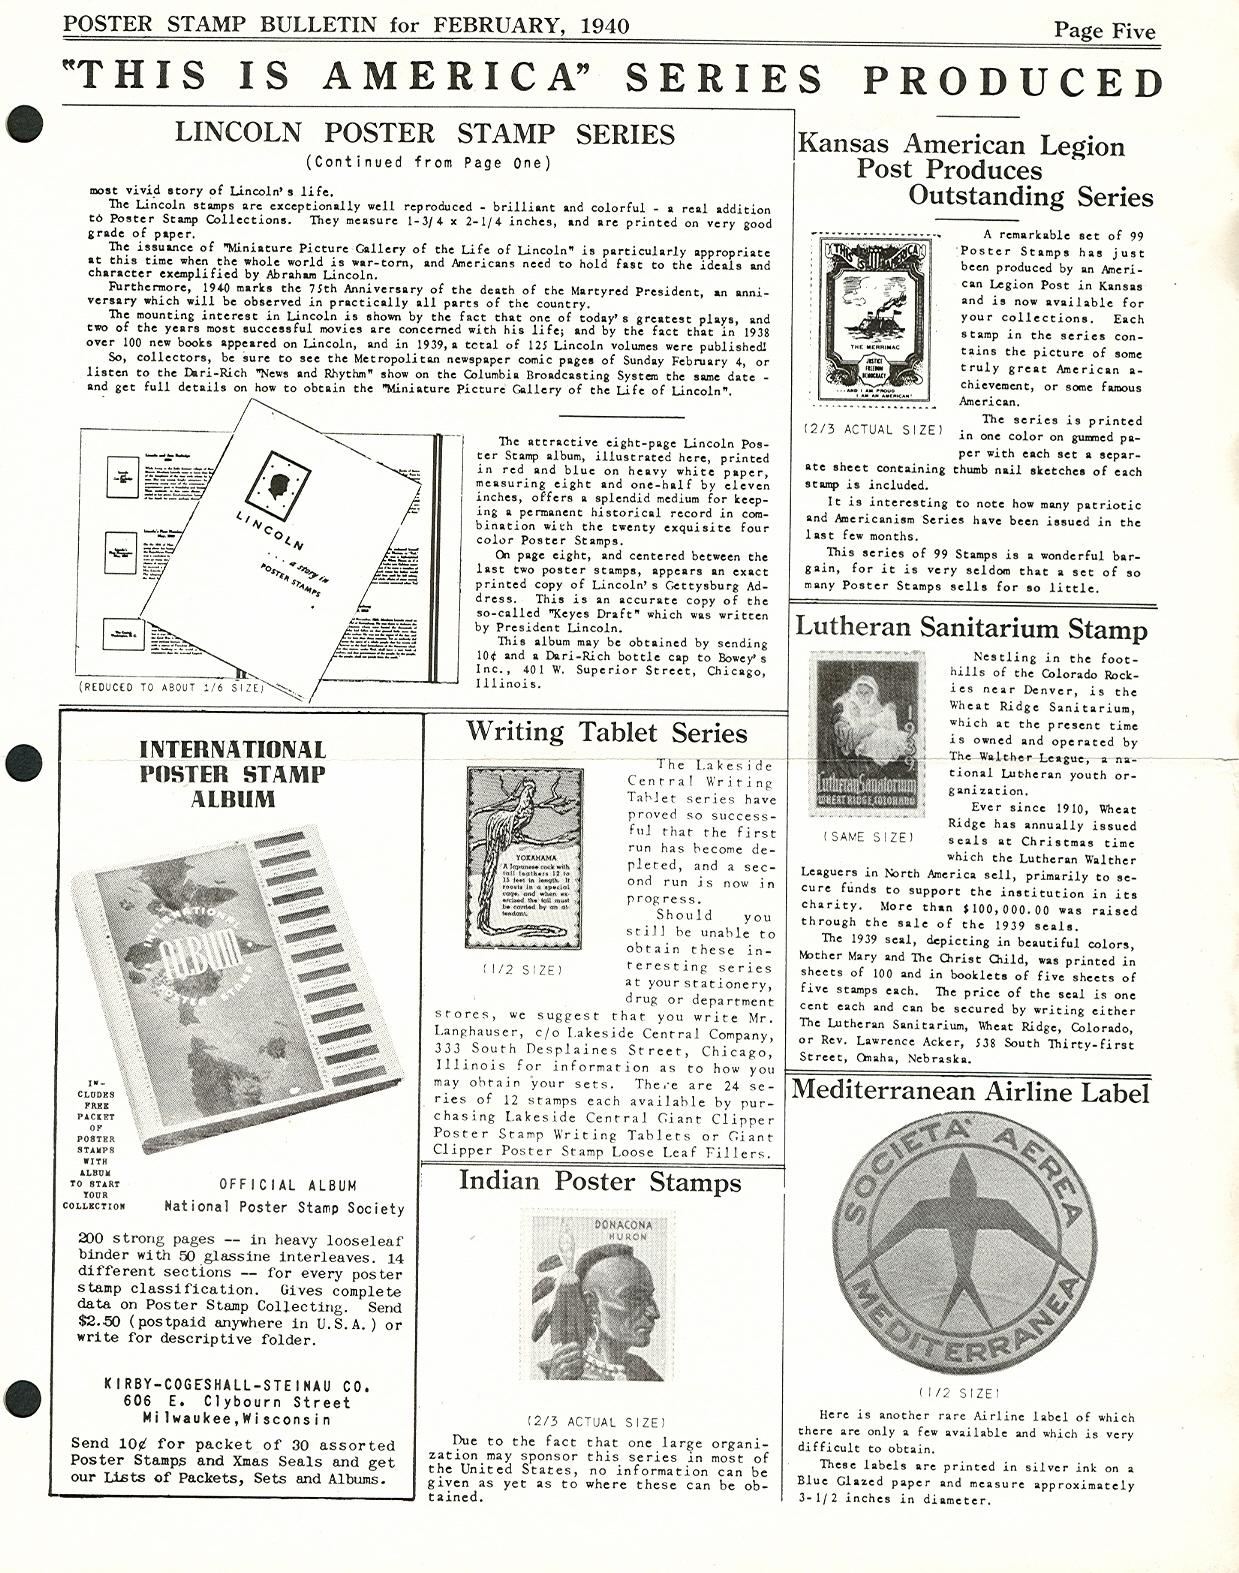 POSTER STAMP BULLETIN for FEBRUARY, 1940
Page Five
"THIS IS AMERICA" SERIES PRODUCED
LINCOLN POSTER STAMP SERIES
(Continued from Page One)
most vivid story of Lincoln's life.
The Lincoln stamps are exceptionally well reproduced - brilliant and colorful - a real addition
to Poster Stamp Collections. They measure 1-3/4 x 2-1/4 inches, and are printed on very good
grade of paper.
The issuance of "Miniature Picture Gallery of the Life of Lincoln" is particularly appropriate
at this time when the whole world is war-torn, and Americans need to hold fast to the ideals and
character exemplified by Abraham Lincoln.
Furthermore, 1940 marks the 75th Anniversary of the death of the Martyred President, an anni-
versary which will be observed in practically all parts of the country.
The mounting interest in Lincoln is shown by the fact that one of today's greatest plays, and
two of the years most successful movies are concerned with his life; and by the fact that in 1938
over 100 new books appeared on Lincoln, and in 1939, a total of 125 Lincoln volumes were published!
So, collectors, be sure to see the Metropolitan newspaper comic pages of Sunday February 4, or
listen to the Dari-Rich "News and Rhythm" show on the Columbia Broadcasting System the same date -
and get full details on how to obtain the "Miniature Picture Gallery of the Life of Lincoln".
LINCOLN
... a story in
POSTER STAMPS
(REDUCED TO ABOUT 1/6 SIZE)
The attractive eight-page Lincoln Pos-
ter Stamp album, illustrated here, printed
in red and blue on heavy white paper,
measuring eight and one-half by eleven
inches, offers a splendid medium for keep-
ing a permanent historical record in com-
bination with the twenty exquisite four
color Poster Stamps.
On page eight, and centered between the
last two poster stamps, appears an exact
printed copy of Lincoln's Gettysburg Ad-
dress. This is an accurate copy of the
so-called "Keyes Draft" which was written
by President Lincoln.
This album may be obtained by sending
10¢ and a Dari-Rich bottle cap to Bowey's
Inc., 401 W. Superior Street, Chicago,
Illinois.
INTERNATIONAL
POSTER STAMP
ALBUM
INTERNATIONAL
ALBUM
POSTER STAMP
IN-
CLUDES
FREE
PACKET
OF
POSTER
STAMPS
WITH
ALBUM
TO START
YOUR
COLLECTION
OFFICIAL ALBUM
National Poster Stamp Society
200 strong pages -- in heavy looseleaf
binder with 50 glassine interleaves. 14
different sections -- for every poster
stamp classification. Gives complete
data on Poster Stamp Collecting. Send
$2.50 (postpaid anywhere in U.S.A.) or
write for descriptive folder.
KIRBY-COGESHALL-STEINAU CO.
606 E. Clybourn Street
Milwaukee, Wisconsin
Send 10¢ for packet of 30 assorted
Poster Stamps and Xmas Seals and get
our Lists of Packets, Sets and Albums.
Writing Tablet Series
YOKAHAMA
A Japanese cock with
tail feathers 12 to
15 feet in length. It
roosts in a special
cage, and when ex-
ercised the tail must
be carried by an at-
tendant.
(1/2 SIZE)
The Lakeside
Central Writing
Tablet series have
proved so success-
ful that the first
run has become de-
pleted, and a sec-
ond run is now in
progress.
Should you
still be unable to
obtain these in-
teresting series
at your stationery,
drug or department
stores, we suggest that you write Mr.
Langhauser, c/o Lakeside Central Company,
333 South Desplaines Street, Chicago,
Illinois for information as to how you
may obtain your sets. There are 24 se-
ries of 12 stamps each available by pur-
chasing Lakeside Central Giant Clipper
Poster Stamp Writing Tablets or Giant
Clipper Poster Stamp Loose Leaf Fillers.
Indian Poster Stamps
DONACONA
HURON
(2/3 ACTUAL SIZE)
Due to the fact that one large organi-
zation may sponsor this series in most of
the United States, no information can be
given as yet as to where these can be ob-
tained.
Kansas American Legion
Post Produces
Outstanding Series
THIS IS AMERICA
THE MERRIMAC
JUSTICE
FREEDOM
DEMOCRACY
...AND I AM PROUD
I AM AN AMERICAN!
(2/3 ACTUAL SIZE)
A remarkable set of 99
Poster Stamps has just
been produced by an Ameri-
can Legion Post in Kansas
and is now available for
your collections. Each
stamp in the series con-
tains the picture of some
truly great American a-
chievement, or some famous
American.
The series is printed
in one color on gummed pa-
per with each set a separ-
ate sheet containing thumb nail sketches of each
stamp is included.
It is interesting to note how many patriotic
and Americanism Series have been issued in the
last few months.
This series of 99 Stamps is a wonderful bar-
gain, for it is very seldom that a set of so
many Poster Stamps sells for so little.
Lutheran Sanitarium Stamp
1939
Lutheran Sanatorium
WHEAT RIDGE, COLORADO
(SAME SIZE)
Nestling in the foot-
hills of the Colorado Rock-
ies near Denver, is the
Wheat Ridge Sanitarium,
which at the present time
is owned and operated by
The Walther League, a na-
tional Lutheran youth or-
ganization.
Ever since 1910, Wheat
Ridge has annually issued
seals at Christmas time
which the Lutheran Walther
Leaguers in North America sell, primarily to se-
cure funds to support the institution in its
charity. More than $100,000.00 was raised
through the sale of the 1939 seals.
The 1939 seal, depicting in beautiful colors,
Mother Mary and The Christ Child, was printed in
sheets of 100 and in booklets of five sheets of
five stamps each. The price of the seal is one
cent each and can be secured by writing either
The Lutheran Sanitarium, Wheat Ridge, Colorado,
or Rev. Lawrence Acker, 538 South Thirty-first
Street, Omaha, Nebraska.
Mediterranean Airline Label
SOCIETA' AEREA
MEDITERRANEA
(1/2 SIZE)
Here is another rare Airline label of which
there are only a few available and which is very
difficult to obtain.
These labels are printed in silver ink on a
Blue Glazed paper and measure approximately
3-1/2 inches in diameter.